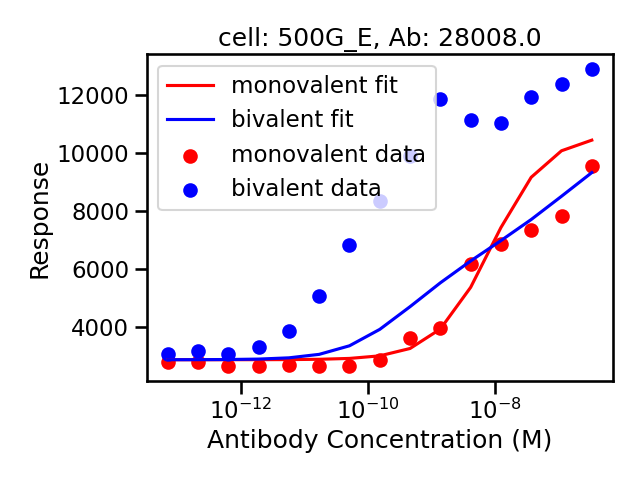 cell: 500G_E, Ab: 28008.0
monovalent fit
bivalent fit
monovalent data
bivalent data
12000
10000
8000
6000
4000
Response
10⁻¹² 10⁻¹⁰ 10⁻⁸
Antibody Concentration (M)